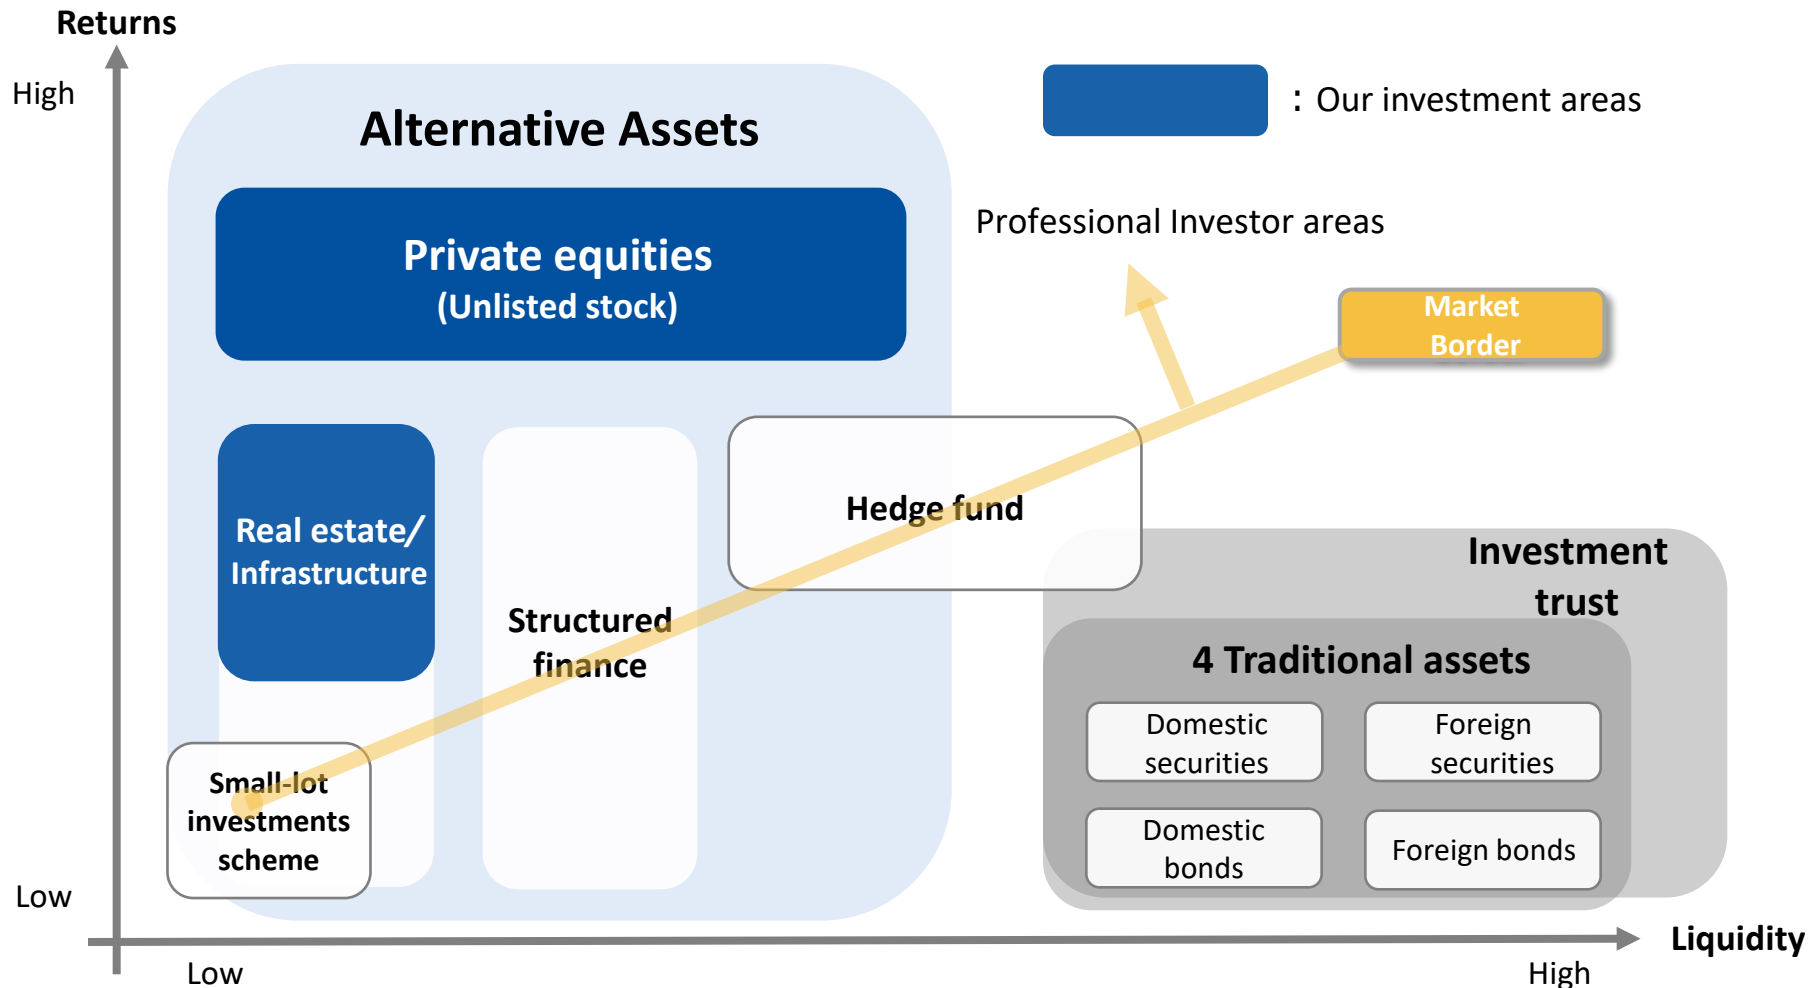 Returns
High
Alternative Assets
: Our investment areas
Private equities
(Unlisted stock)
Professional Investor areas
Market
Border
Real estate/
Infrastructure
Structured
finance
Hedge fund
Investment
trust
4 Traditional assets
Domestic
securities
Foreign
securities
Domestic
bonds
Foreign bonds
Small-lot
investments
scheme
Low
Liquidity
Low
High